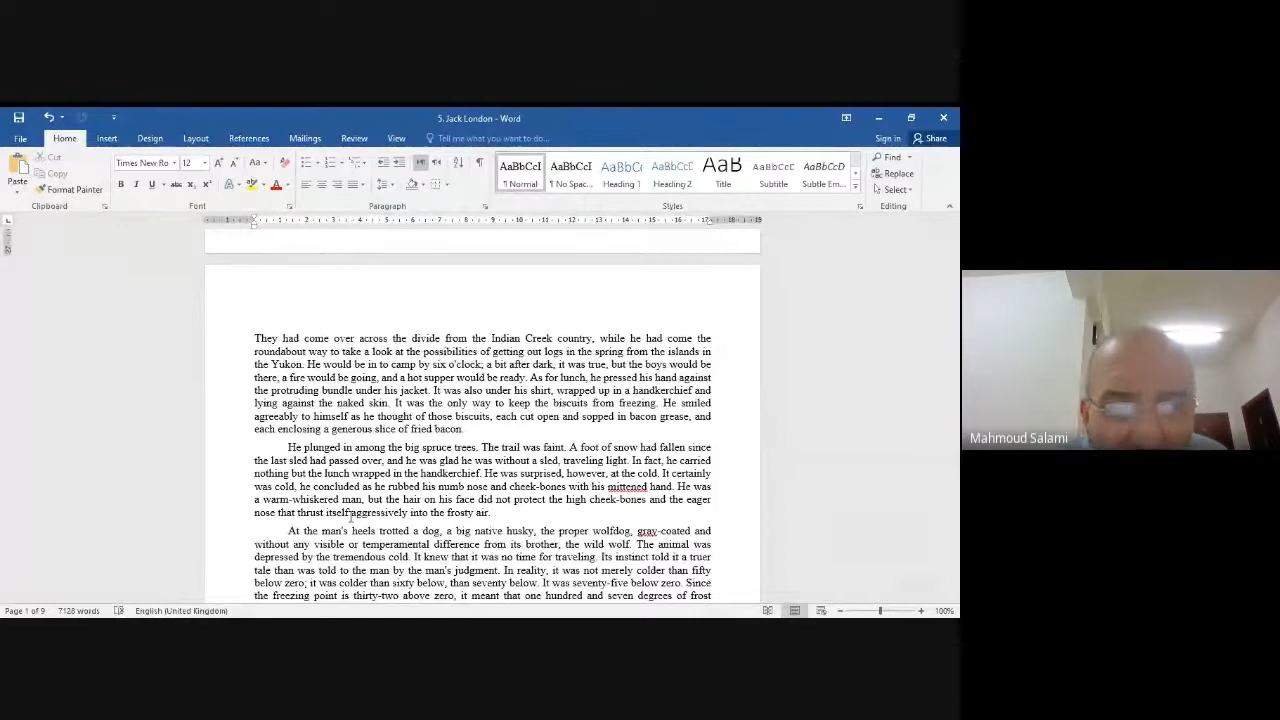 5. Jack London - Word
File Home Insert Design Layout References Mailings Review View Tell me what you want to do... Sign in Share
Paste Cut Copy Format Painter
Times New Ro 12 Aa
B I U abc x₂ x² A
AaBbCcI AaBbCcI AaBbCc AaBbCcC AaB AaBbCcC AaBbCcD
¶ Normal ¶ No Spac... Heading 1 Heading 2 Title Subtitle Subtle Em...
Find Replace Select
Clipboard Font Paragraph Styles Editing
They had come over across the divide from the Indian Creek country, while he had come the
roundabout way to take a look at the possibilities of getting out logs in the spring from the islands in
the Yukon. He would be in to camp by six o'clock; a bit after dark, it was true, but the boys would be
there, a fire would be going, and a hot supper would be ready. As for lunch, he pressed his hand against
the protruding bundle under his jacket. It was also under his shirt, wrapped up in a handkerchief and
lying against the naked skin. It was the only way to keep the biscuits from freezing. He smiled
agreeably to himself as he thought of those biscuits, each cut open and sopped in bacon grease, and
each enclosing a generous slice of fried bacon.
He plunged in among the big spruce trees. The trail was faint. A foot of snow had fallen since
the last sled had passed over, and he was glad he was without a sled, traveling light. In fact, he carried
nothing but the lunch wrapped in the handkerchief. He was surprised, however, at the cold. It certainly
was cold, he concluded as he rubbed his numb nose and cheek-bones with his mittened hand. He was
a warm-whiskered man, but the hair on his face did not protect the high cheek-bones and the eager
nose that thrust itself aggressively into the frosty air.
At the man's heels trotted a dog, a big native husky, the proper wolfdog, gray-coated and
without any visible or temperamental difference from its brother, the wild wolf. The animal was
depressed by the tremendous cold. It knew that it was no time for traveling. Its instinct told it a truer
tale than was told to the man by the man's judgment. In reality, it was not merely colder than fifty
below zero; it was colder than sixty below, than seventy below. It was seventy-five below zero. Since
the freezing point is thirty-two above zero, it meant that one hundred and seven degrees of frost
Page 1 of 9 7128 words English (United Kingdom) 100%
Mahmoud Salami